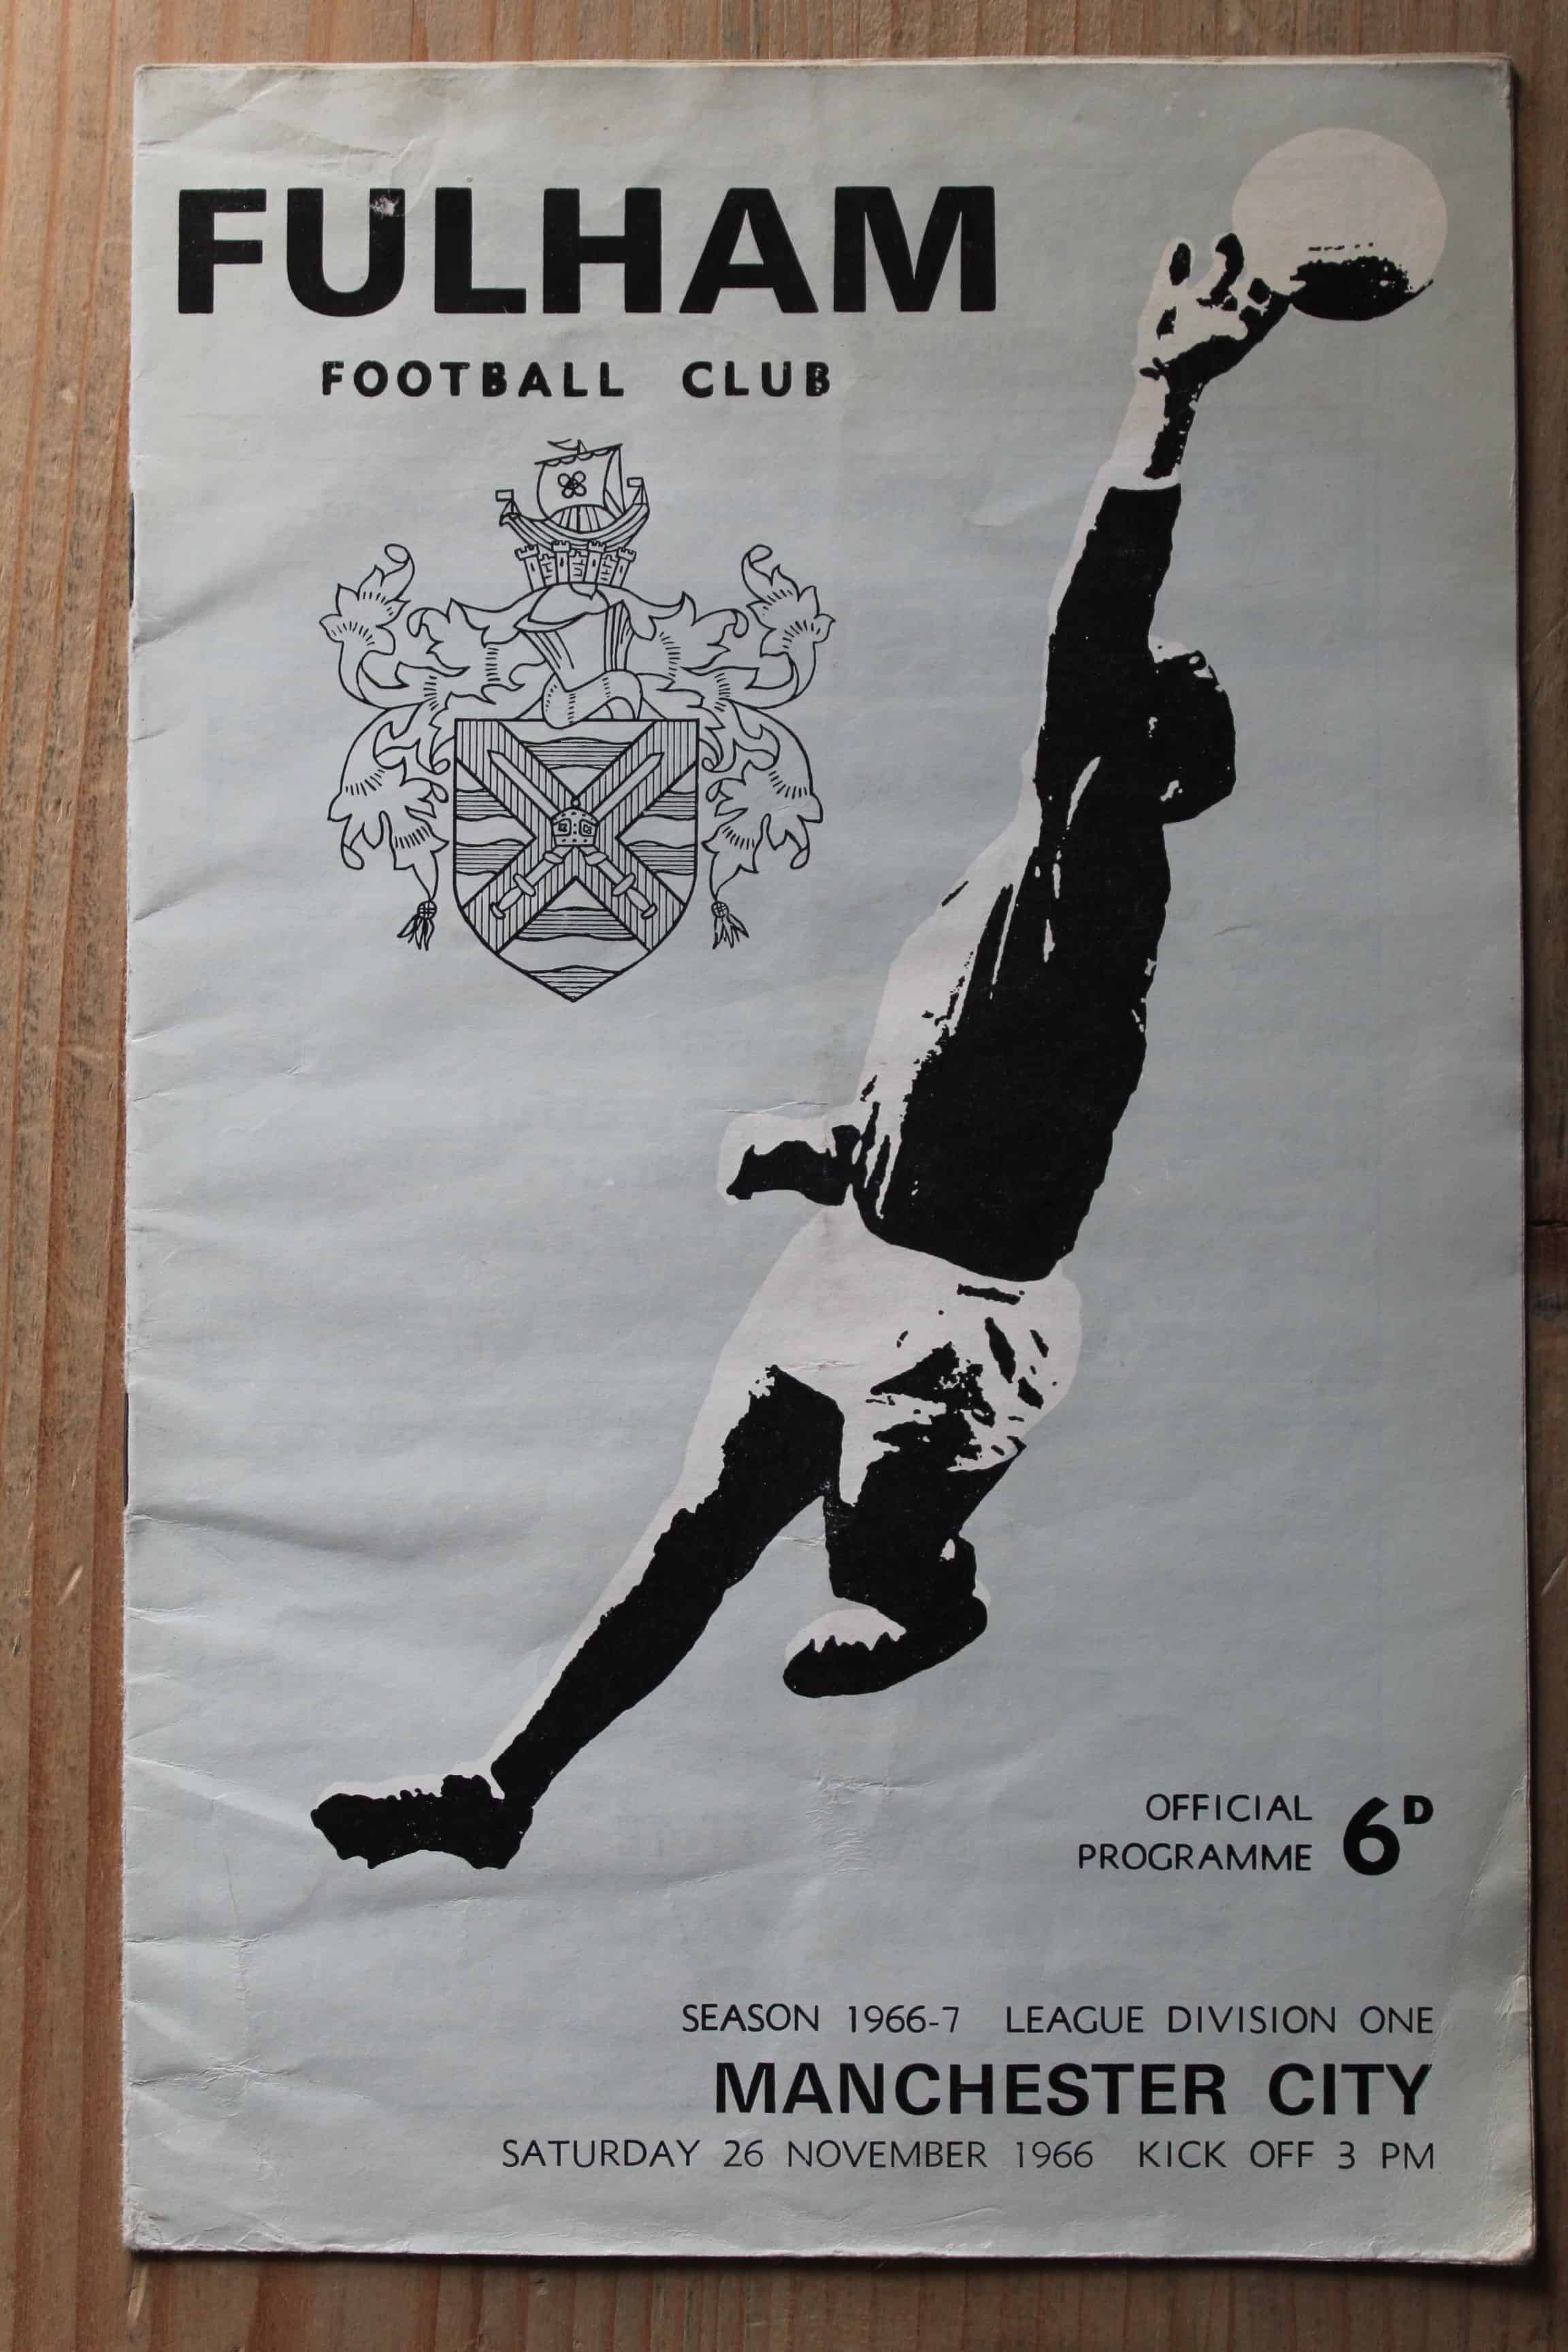 FULHAM
FOOTBALL CLUB
OFFICIAL
PROGRAMME 6D
SEASON 1966-7 LEAGUE DIVISION ONE
MANCHESTER CITY
SATURDAY 26 NOVEMBER 1966 KICK OFF 3 PM